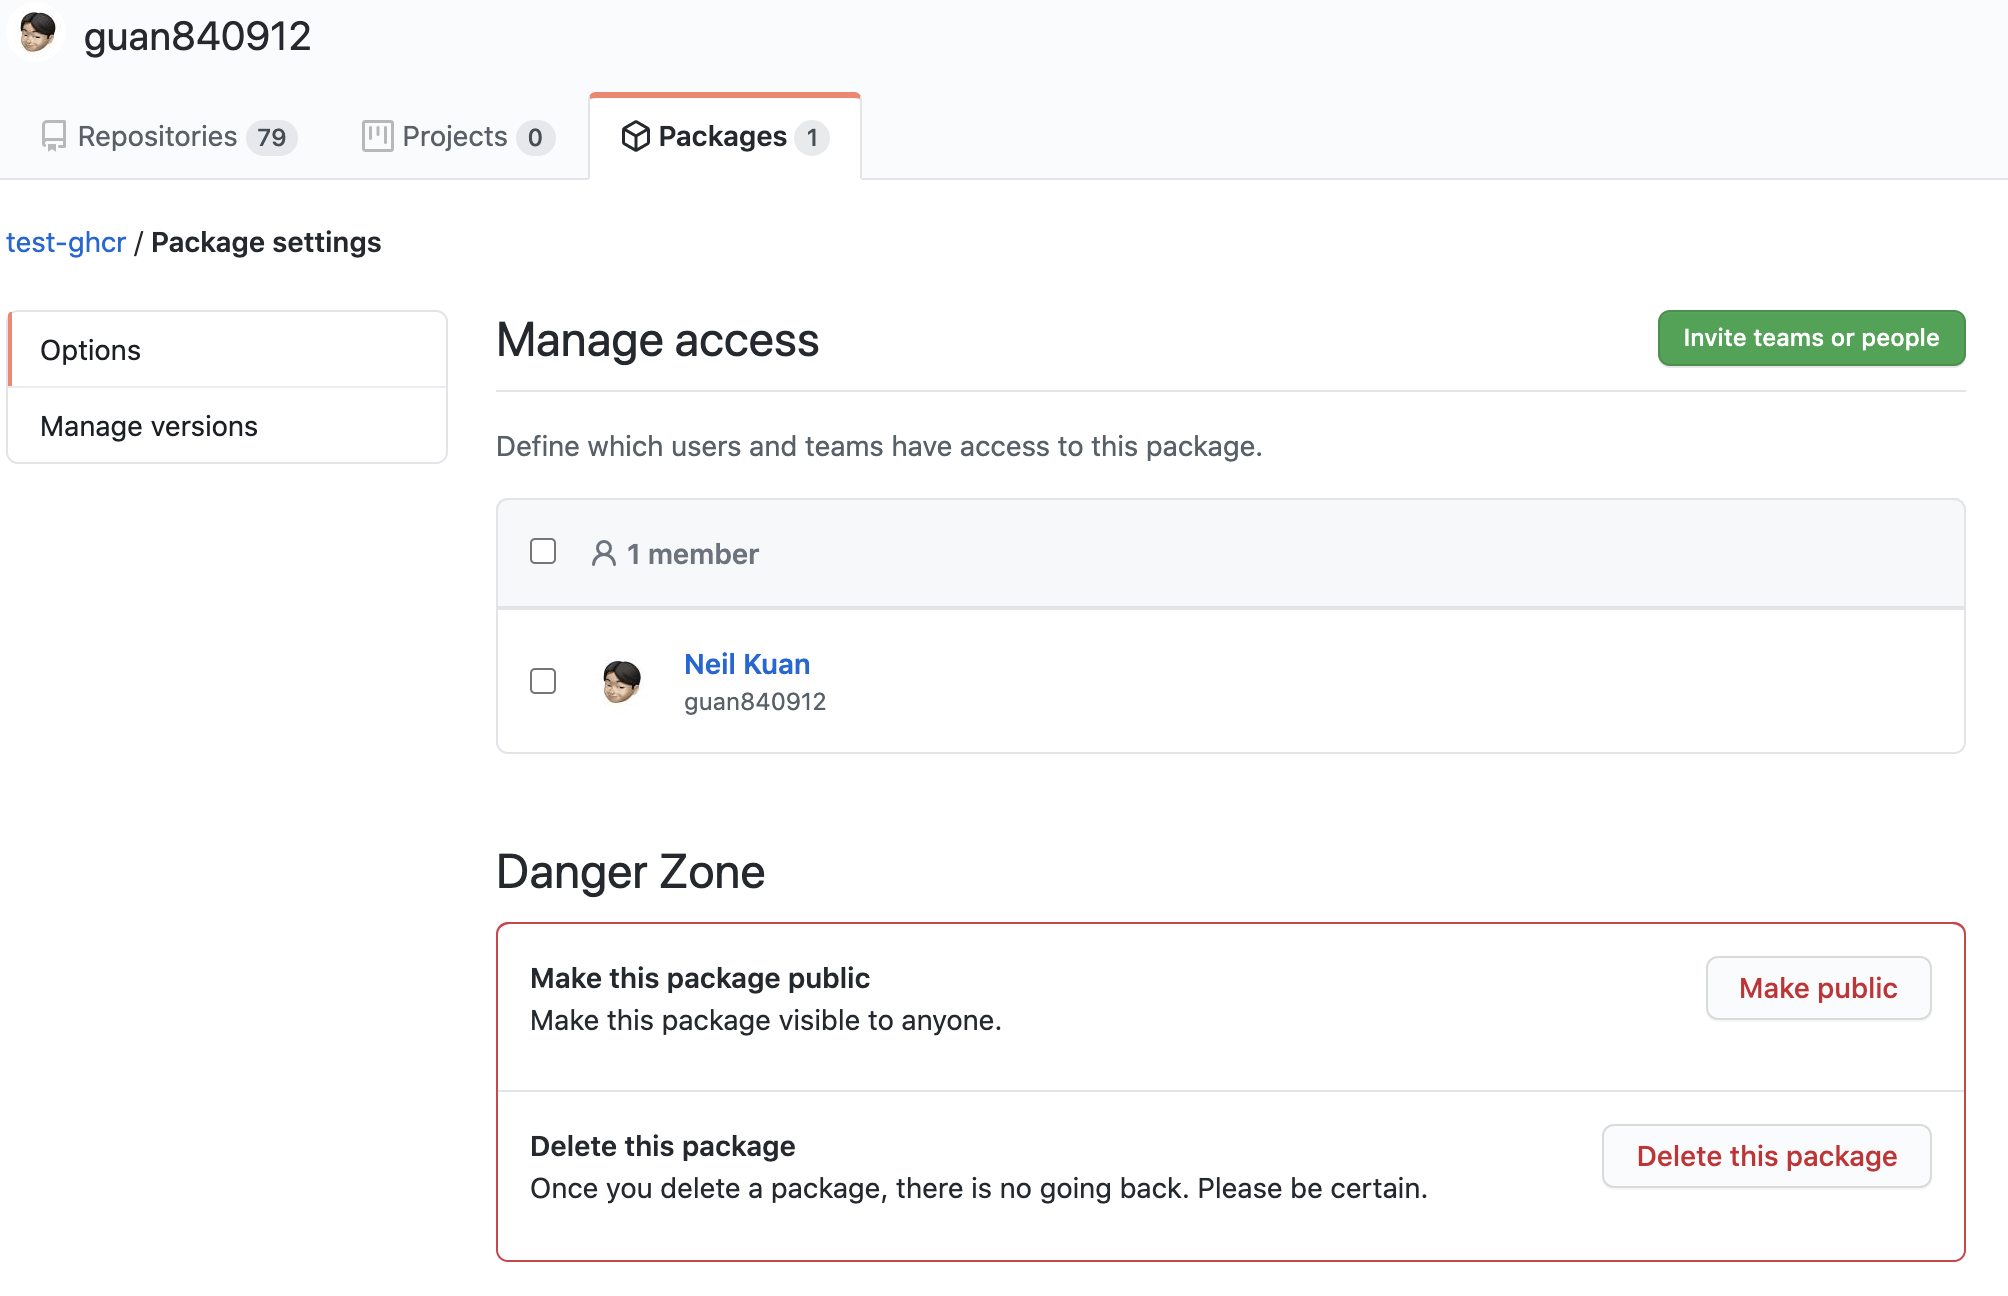 guan840912
Repositories 79 Projects 0 Packages 1
test-ghcr / Package settings
Options
Manage versions
Manage access
Invite teams or people
Define which users and teams have access to this package.
1 member
Neil Kuan
guan840912
Danger Zone
Make this package public
Make this package visible to anyone.
Make public
Delete this package
Once you delete a package, there is no going back. Please be certain.
Delete this package